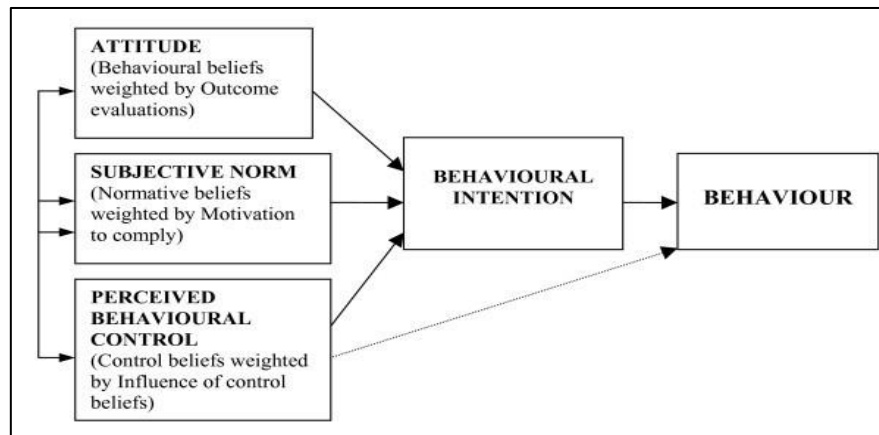 ATTITUDE
(Behavioural beliefs
weighted by Outcome
evaluations)
SUBJECTIVE NORM
(Normative beliefs
weighted by Motivation
to comply)
PERCEIVED
BEHAVIOURAL
CONTROL
(Control beliefs weighted
by Influence of control
beliefs)
BEHAVIOURAL
INTENTION
BEHAVIOUR